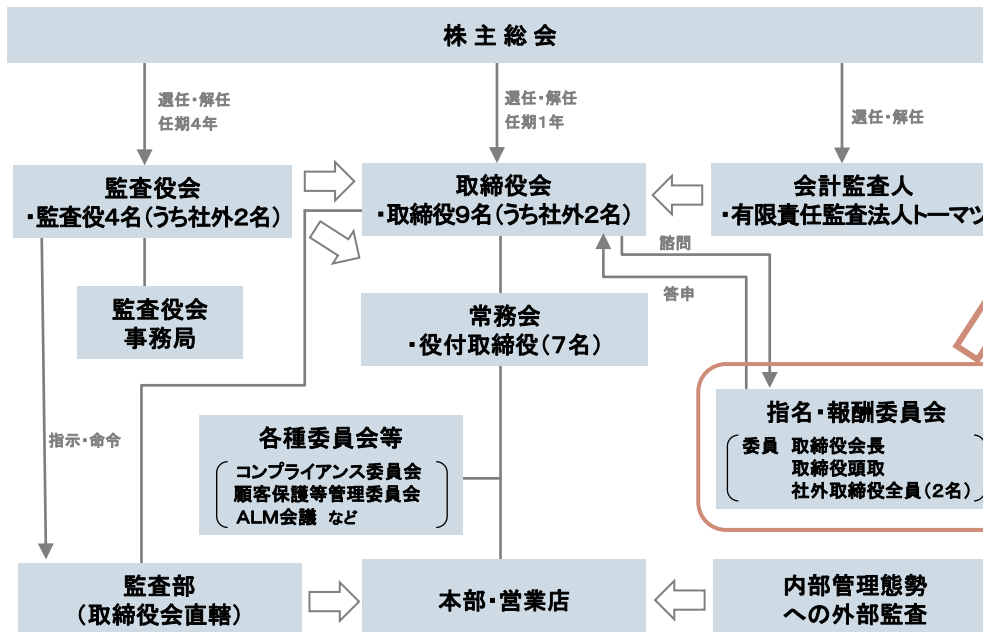 株主総会
選任・解任
任期4年
選任・解任
任期1年
選任・解任
監査役会
・監査役4名(うち社外2名)
取締役会
・取締役9名(うち社外2名)
会計監査人
・有限責任監査法人トーマツ
諮問
答申
監査役会
事務局
常務会
・役付取締役(7名)
指示・命令
各種委員会等
コンプライアンス委員会
顧客保護等管理委員会
ALM会議 など
指名・報酬委員会
委員 取締役会長
取締役頭取
社外取締役全員(2名)
監査部
(取締役会直轄)
本部・営業店
内部管理態勢
への外部監査